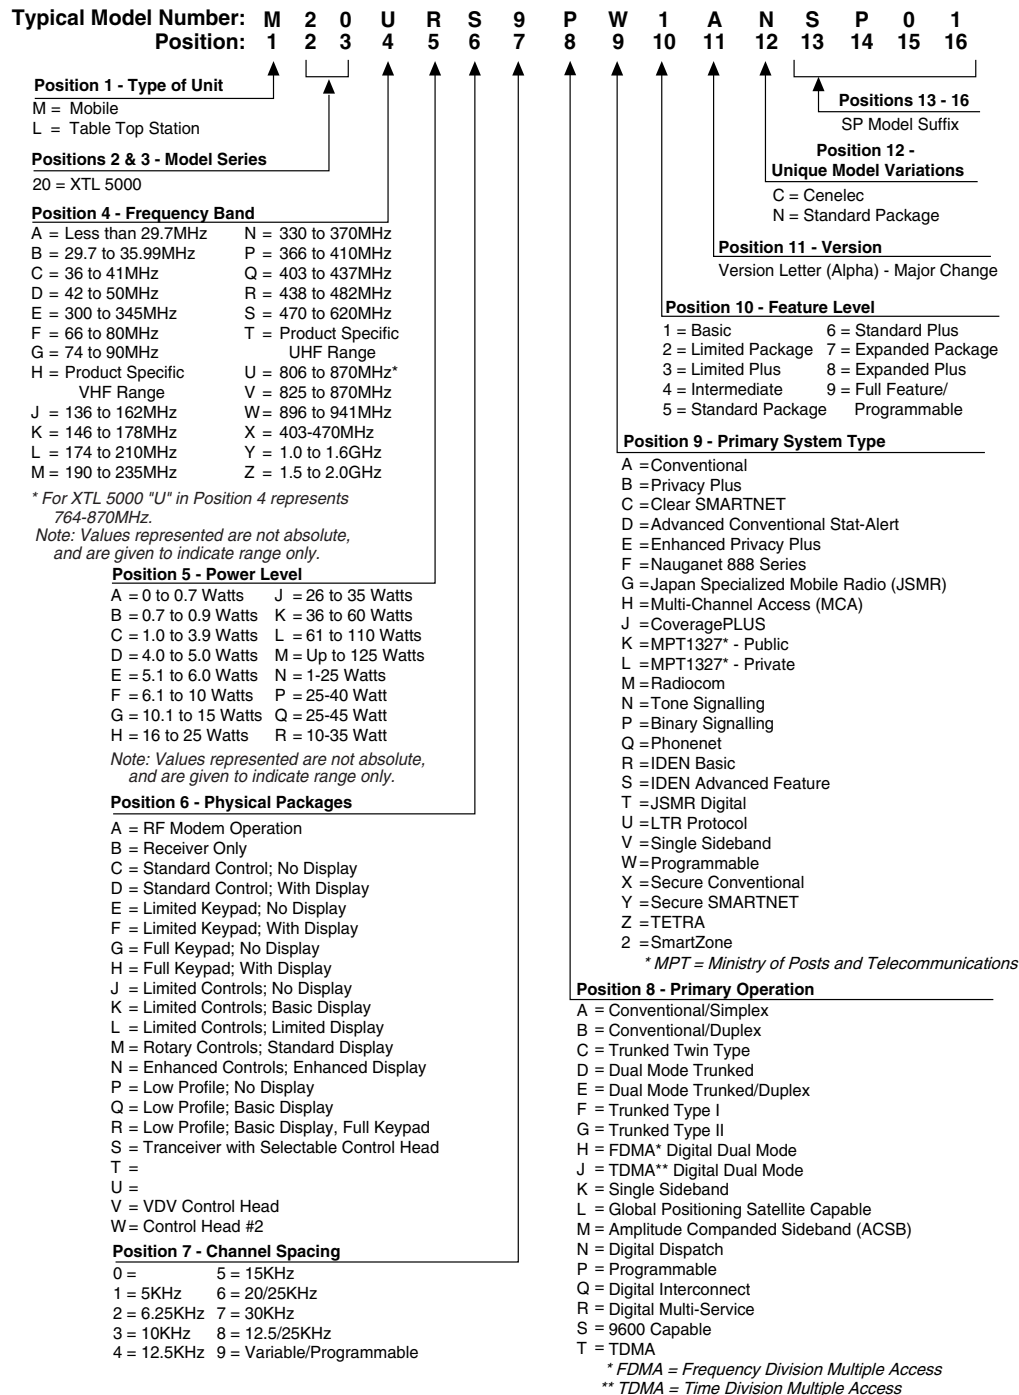 Typical Model Number: M 2 0 U R S 9 P W 1 A N S P 0 1
Position: 1 2 3 4 5 6 7 8 9 10 11 12 13 14 15 16
Position 1 - Type of Unit
M = Mobile
L = Table Top Station
Positions 2 & 3 - Model Series
20 = XTL 5000
Position 4 - Frequency Band
A = Less than 29.7MHz
B = 29.7 to 35.99MHz
C = 36 to 41MHz
D = 42 to 50MHz
E = 300 to 345MHz
F = 66 to 80MHz
G = 74 to 90MHz
H = Product Specific
VHF Range
J = 136 to 162MHz
K = 146 to 178MHz
L = 174 to 210MHz
M = 190 to 235MHz
N = 330 to 370MHz
P = 366 to 410MHz
Q = 403 to 437MHz
R = 438 to 482MHz
S = 470 to 620MHz
T = Product Specific
UHF Range
U = 806 to 870MHz*
V = 825 to 870MHz
W = 896 to 941MHz
X = 403-470MHz
Y = 1.0 to 1.6GHz
Z = 1.5 to 2.0GHz
* For XTL 5000 "U" in Position 4 represents
764-870MHz.
Note: Values represented are not absolute,
and are given to indicate range only.
Position 5 - Power Level
A = 0 to 0.7 Watts
B = 0.7 to 0.9 Watts
C = 1.0 to 3.9 Watts
D = 4.0 to 5.0 Watts
E = 5.1 to 6.0 Watts
F = 6.1 to 10 Watts
G = 10.1 to 15 Watts
H = 16 to 25 Watts
J = 26 to 35 Watts
K = 36 to 60 Watts
L = 61 to 110 Watts
M = Up to 125 Watts
N = 1-25 Watts
P = 25-40 Watt
Q = 25-45 Watt
R = 10-35 Watt
Note: Values represented are not absolute,
and are given to indicate range only.
Position 6 - Physical Packages
A = RF Modem Operation
B = Receiver Only
C = Standard Control; No Display
D = Standard Control; With Display
E = Limited Keypad; No Display
F = Limited Keypad; With Display
G = Full Keypad; No Display
H = Full Keypad; With Display
J = Limited Controls; No Display
K = Limited Controls; Basic Display
L = Limited Controls; Limited Display
M = Rotary Controls; Standard Display
N = Enhanced Controls; Enhanced Display
P = Low Profile; No Display
Q = Low Profile; Basic Display
R = Low Profile; Basic Display, Full Keypad
S = Tranceiver with Selectable Control Head
T =
U =
V = VDV Control Head
W = Control Head #2
Position 7 - Channel Spacing
0 =
1 = 5KHz
2 = 6.25KHz
3 = 10KHz
4 = 12.5KHz
5 = 15KHz
6 = 20/25KHz
7 = 30KHz
8 = 12.5/25KHz
9 = Variable/Programmable
Positions 13 - 16
SP Model Suffix
Position 12 -
Unique Model Variations
C = Cenelec
N = Standard Package
Position 11 - Version
Version Letter (Alpha) - Major Change
Position 10 - Feature Level
1 = Basic
2 = Limited Package
3 = Limited Plus
4 = Intermediate
5 = Standard Package
6 = Standard Plus
7 = Expanded Package
8 = Expanded Plus
9 = Full Feature/
Programmable
Position 9 - Primary System Type
A =Conventional
B =Privacy Plus
C =Clear SMARTNET
D =Advanced Conventional Stat-Alert
E =Enhanced Privacy Plus
F =Nauganet 888 Series
G =Japan Specialized Mobile Radio (JSMR)
H =Multi-Channel Access (MCA)
J =CoveragePLUS
K =MPT1327* - Public
L =MPT1327* - Private
M =Radiocom
N =Tone Signalling
P =Binary Signalling
Q =Phonenet
R =IDEN Basic
S =IDEN Advanced Feature
T =JSMR Digital
U =LTR Protocol
V =Single Sideband
W=Programmable
X =Secure Conventional
Y =Secure SMARTNET
Z =TETRA
2 =SmartZone
* MPT = Ministry of Posts and Telecommunications
Position 8 - Primary Operation
A = Conventional/Simplex
B = Conventional/Duplex
C = Trunked Twin Type
D = Dual Mode Trunked
E = Dual Mode Trunked/Duplex
F = Trunked Type I
G = Trunked Type II
H = FDMA* Digital Dual Mode
J = TDMA** Digital Dual Mode
K = Single Sideband
L = Global Positioning Satellite Capable
M = Amplitude Companded Sideband (ACSB)
N = Digital Dispatch
P = Programmable
Q = Digital Interconnect
R = Digital Multi-Service
S = 9600 Capable
T = TDMA
* FDMA = Frequency Division Multiple Access
** TDMA = Time Division Multiple Access